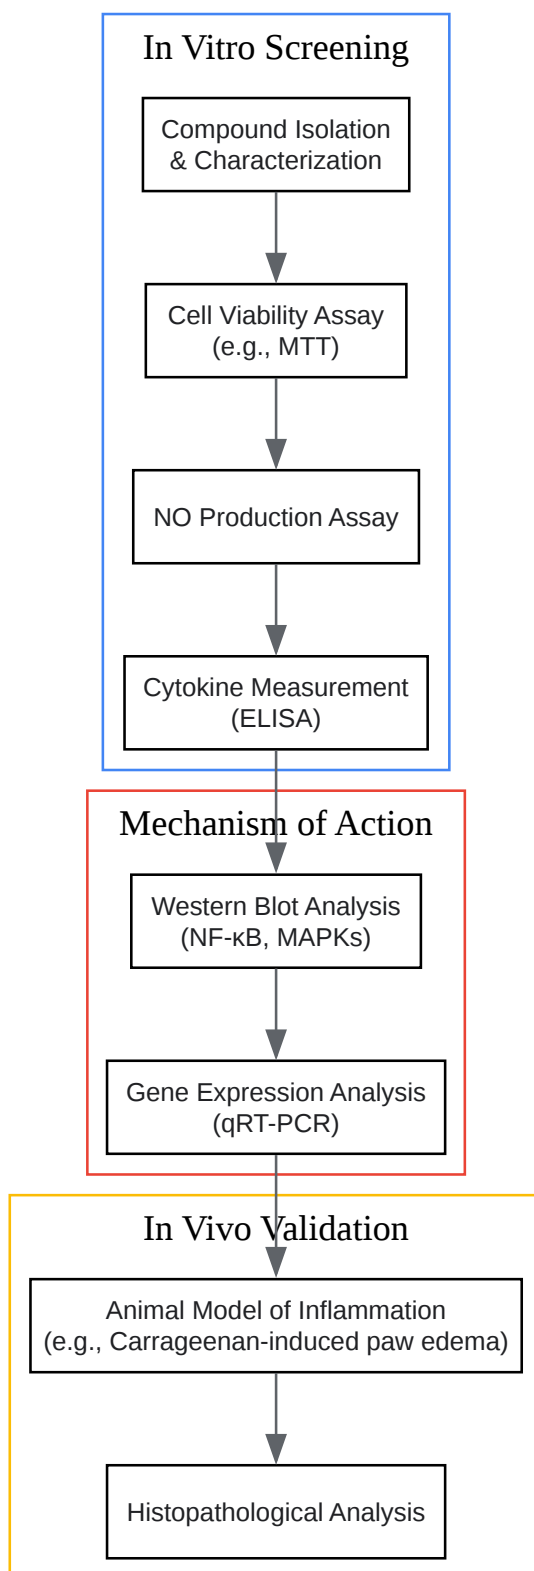 In Vitro Screening
Compound Isolation
& Characterization
Cell Viability Assay
(e.g., MTT)
NO Production Assay
Cytokine Measurement
(ELISA)
Mechanism of Action
Western Blot Analysis
(NF-κB, MAPKs)
Gene Expression Analysis
(qRT-PCR)
In Vivo Validation
Animal Model of Inflammation
(e.g., Carrageenan-induced paw edema)
Histopathological Analysis